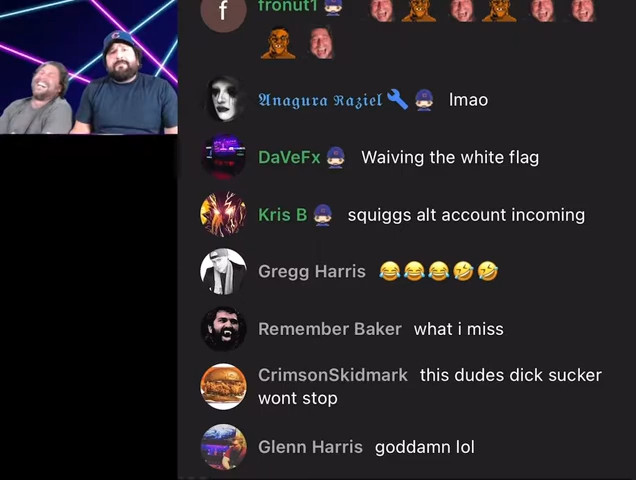 f fronut1
𝔄𝔫𝔞𝔤𝔲𝔯𝔞 ℜ𝔞𝔷𝔦𝔢𝔩 lmao
DaVeFx Waiving the white flag
Kris B squiggs alt account incoming
Gregg Harris 😂😂😂🤣🤣
Remember Baker what i miss
CrimsonSkidmark this dudes dick sucker
wont stop
Glenn Harris goddamn lol